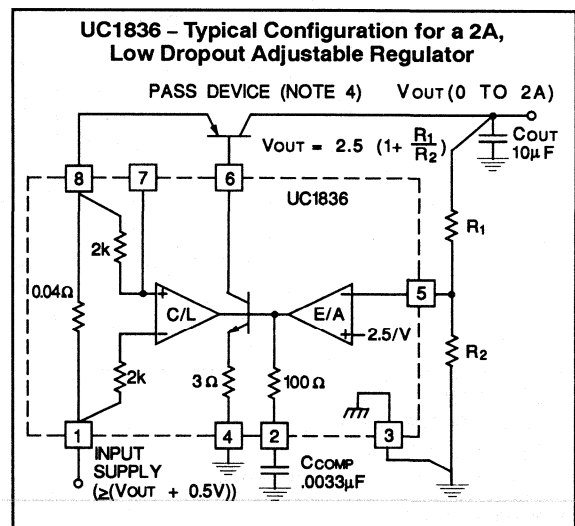 UC1836 – Typical Configuration for a 2A,
Low Dropout Adjustable Regulator
PASS DEVICE (NOTE 4)
VOUT (0 TO 2A)
VOUT = 2.5 (1+ R1/R2)
COUT
10µF
8
7
6
UC1836
R1
2k
0.04Ω
+
C/L
–
E/A
–
+
2.5/V
5
R2
2k
3Ω
100Ω
1
4
2
3
INPUT
SUPPLY
(≥(VOUT + 0.5V))
CCOMP
.0033µF